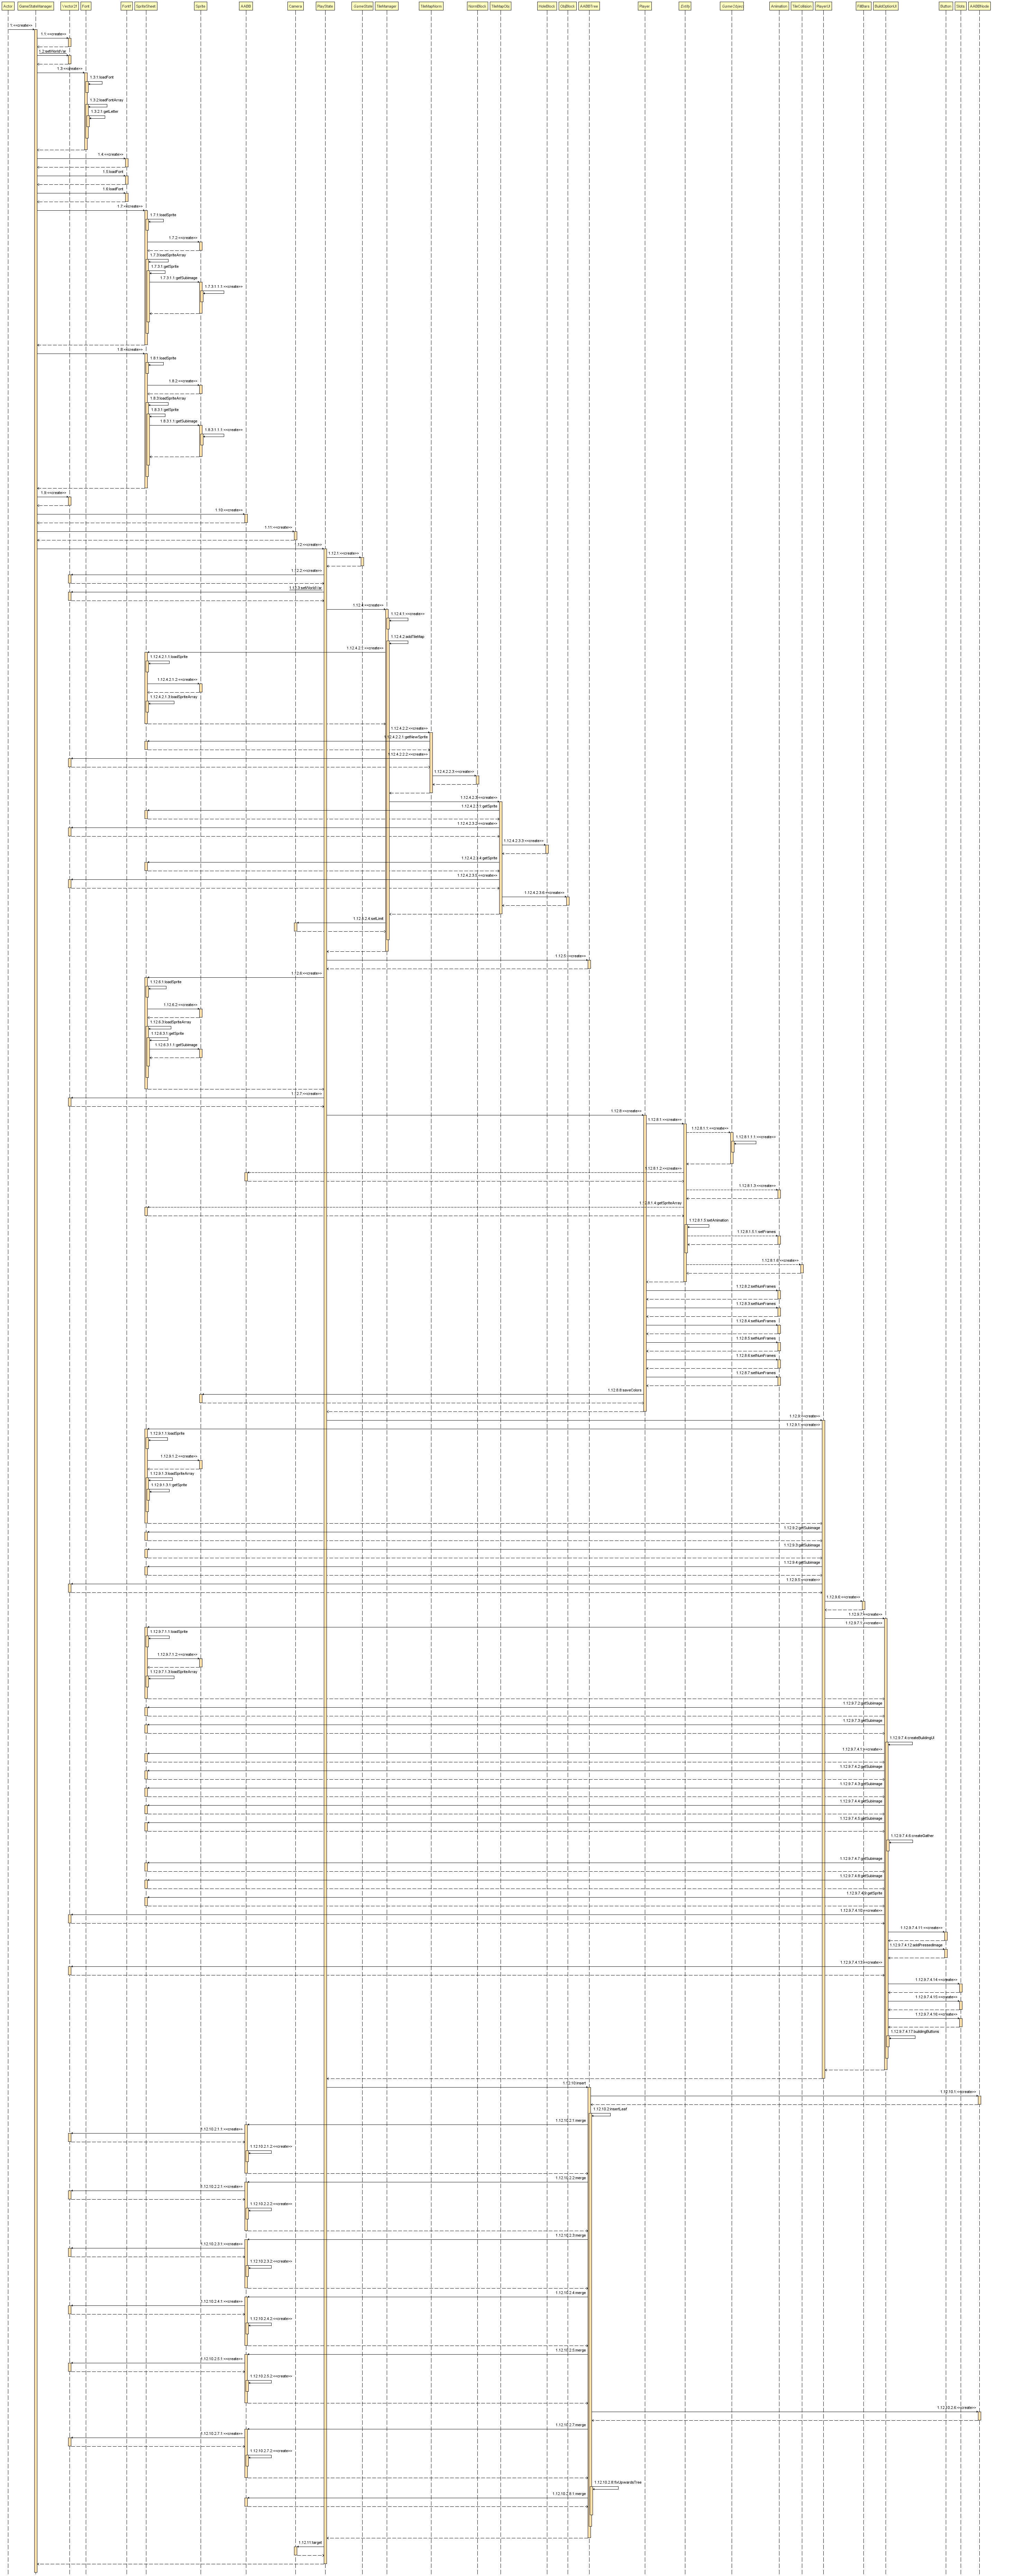 Actor GameStateManager Vector2f Font Fontf SpriteSheet Sprite AABB Camera PlayState GameState TileManager TileMapNorm NormBlock TileMapObj HoleBlock ObjBlock AABBTree Player Entity GameObject Animation TileCollision PlayerUI FillBars BuildOptionUI Button Slots AABBNode
1: <<create>>
1.1: <<create>>
1.2:setWorldVar
1.3: <<create>>
1.3.1:loadFont
1.3.2:loadFontArray
1.3.2.1:getLetter
1.4: <<create>>
1.5:loadFont
1.6:loadFont
1.7: <<create>>
1.7.1:loadSprite
1.7.2: <<create>>
1.7.3:loadSpriteArray
1.7.3.1:getSprite
1.7.3.1.1:getSubimage
1.7.3.1.1.1: <<create>>
1.8: <<create>>
1.8.1:loadSprite
1.8.2: <<create>>
1.8.3:loadSpriteArray
1.8.3.1:getSprite
1.8.3.1.1:getSubimage
1.8.3.1.1.1: <<create>>
1.9: <<create>>
1.10: <<create>>
1.11: <<create>>
1.12: <<create>>
1.12.1: <<create>>
1.12.2: <<create>>
1.12.3:setWorldVar
1.12.4: <<create>>
1.12.4.1: <<create>>
1.12.4.2:addTileMap
1.12.4.2.1: <<create>>
1.12.4.2.1.1:loadSprite
1.12.4.2.1.2: <<create>>
1.12.4.2.1.3:loadSpriteArray
1.12.4.2.2: <<create>>
1.12.4.2.2.1:getNewSprite
1.12.4.2.2.2: <<create>>
1.12.4.2.2.3: <<create>>
1.12.4.2.3: <<create>>
1.12.4.2.3.1:getSprite
1.12.4.2.3.2: <<create>>
1.12.4.2.3.3: <<create>>
1.12.4.2.3.4:getSprite
1.12.4.2.3.5: <<create>>
1.12.4.2.3.6: <<create>>
1.12.4.2.4:setLimit
1.12.5: <<create>>
1.12.6: <<create>>
1.12.6.1:loadSprite
1.12.6.2: <<create>>
1.12.6.3:loadSpriteArray
1.12.6.3.1:getSprite
1.12.6.3.1.1:getSubimage
1.12.7: <<create>>
1.12.8: <<create>>
1.12.8.1: <<create>>
1.12.8.1.1: <<create>>
1.12.8.1.1.1: <<create>>
1.12.8.1.2: <<create>>
1.12.8.1.3: <<create>>
1.12.8.1.4:getSpriteArray
1.12.8.1.5:setAnimation
1.12.8.1.5.1:setFrames
1.12.8.1.6: <<create>>
1.12.8.2:setNumFrames
1.12.8.3:setNumFrames
1.12.8.4:setNumFrames
1.12.8.5:setNumFrames
1.12.8.6:setNumFrames
1.12.8.7:setNumFrames
1.12.8.8:saveColors
1.12.9: <<create>>
1.12.9.1: <<create>>
1.12.9.1.1:loadSprite
1.12.9.1.2: <<create>>
1.12.9.1.3:loadSpriteArray
1.12.9.1.3.1:getSprite
1.12.9.2:getSubimage
1.12.9.3:getSubimage
1.12.9.4:getSubimage
1.12.9.5: <<create>>
1.12.9.6: <<create>>
1.12.9.7: <<create>>
1.12.9.7.1: <<create>>
1.12.9.7.1.1:loadSprite
1.12.9.7.1.2: <<create>>
1.12.9.7.1.3:loadSpriteArray
1.12.9.7.2:getSubimage
1.12.9.7.3:getSubimage
1.12.9.7.4:createBuildingUI
1.12.9.7.4.1: <<create>>
1.12.9.7.4.2:getSubimage
1.12.9.7.4.3:getSubimage
1.12.9.7.4.4:getSubimage
1.12.9.7.4.5:getSubimage
1.12.9.7.4.6:createGather
1.12.9.7.4.7:getSubimage
1.12.9.7.4.8:getSubimage
1.12.9.7.4.9:getSprite
1.12.9.7.4.10: <<create>>
1.12.9.7.4.11: <<create>>
1.12.9.7.4.12:addPressedImage
1.12.9.7.4.13: <<create>>
1.12.9.7.4.14: <<create>>
1.12.9.7.4.15: <<create>>
1.12.9.7.4.16: <<create>>
1.12.9.7.4.17:buildingButtons
1.12.10:insert
1.12.10.1: <<create>>
1.12.10.2:insertLeaf
1.12.10.2.1:merge
1.12.10.2.1.1: <<create>>
1.12.10.2.1.2: <<create>>
1.12.10.2.2:merge
1.12.10.2.2.1: <<create>>
1.12.10.2.2.2: <<create>>
1.12.10.2.3:merge
1.12.10.2.3.1: <<create>>
1.12.10.2.3.2: <<create>>
1.12.10.2.4:merge
1.12.10.2.4.1: <<create>>
1.12.10.2.4.2: <<create>>
1.12.10.2.5:merge
1.12.10.2.5.1: <<create>>
1.12.10.2.5.2: <<create>>
1.12.10.2.6: <<create>>
1.12.10.2.7:merge
1.12.10.2.7.1: <<create>>
1.12.10.2.7.2: <<create>>
1.12.10.2.8:fixUpwardsTree
1.12.10.2.8.1:merge
1.12.11:target